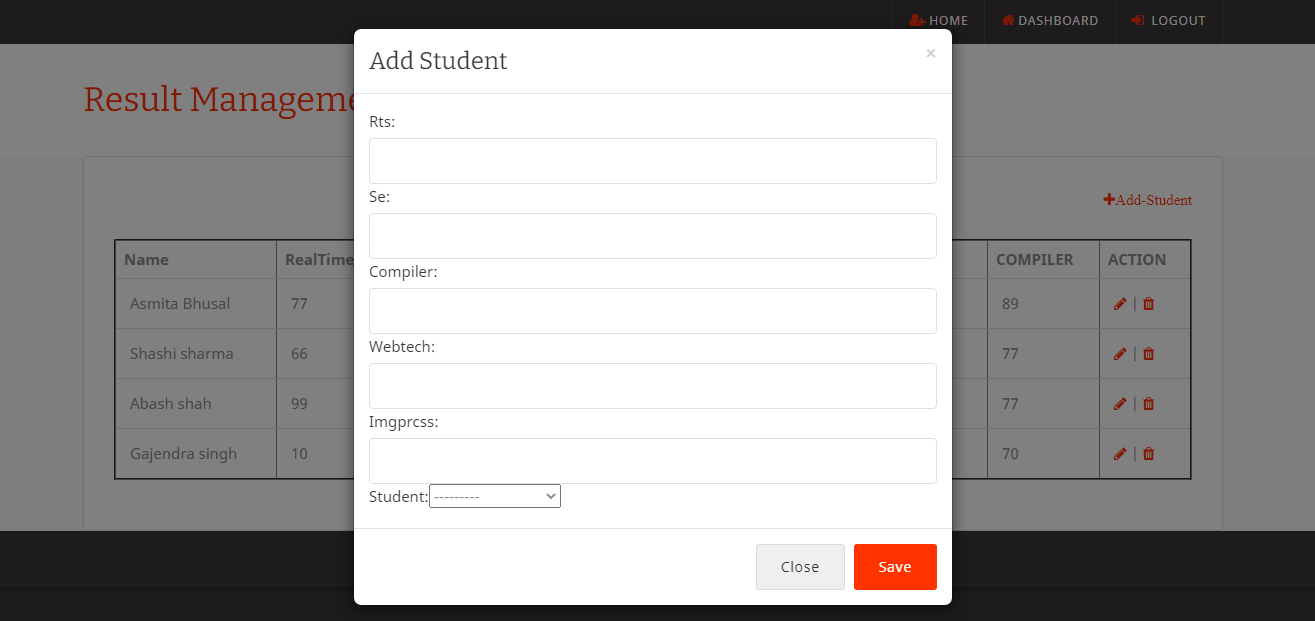 HOME DASHBOARD LOGOUT
Add Student ×
Result Manageme
Rts:
Se:
+Add-Student
Name RealTime COMPILER ACTION
Compiler:
Asmita Bhusal 77 89 |
Webtech:
Shashi sharma 66 77 |
Abash shah 99 77 |
Imgprcss:
Gajendra singh 10 70 |
Student: ---------
Close Save